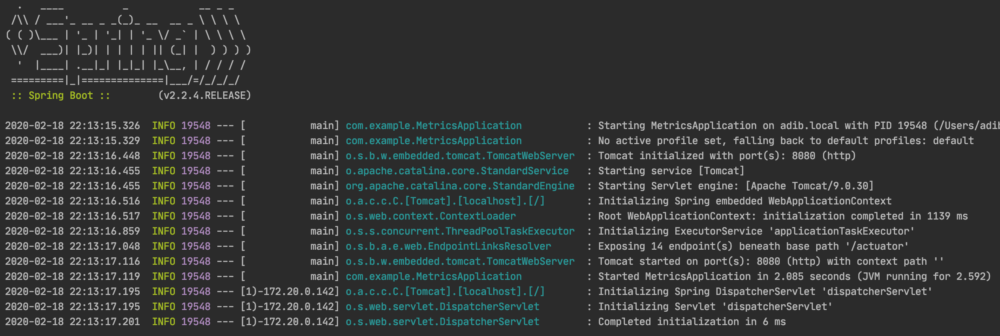 .   ____          _            __ _ _
 /\\ / ___'_ __ _ _(_)_ __  __ _ \ \ \ \
( ( )\___ | '_ | '_| | '_ \/ _` | \ \ \ \
 \\/  ___)| |_)| | | | | || (_| |  ) ) ) )
  '  |____| .__|_| |_|_| |_\__, | / / / /
 =========|_|==============|___/=/_/_/_/
 :: Spring Boot ::        (v2.2.4.RELEASE)
2020-02-18 22:13:15.326  INFO 19548 --- [           main] com.example.MetricsApplication           : Starting MetricsApplication on adib.local with PID 19548 (/Users/adib
2020-02-18 22:13:15.329  INFO 19548 --- [           main] com.example.MetricsApplication           : No active profile set, falling back to default profiles: default
2020-02-18 22:13:16.448  INFO 19548 --- [           main] o.s.b.w.embedded.tomcat.TomcatWebServer  : Tomcat initialized with port(s): 8080 (http)
2020-02-18 22:13:16.455  INFO 19548 --- [           main] o.apache.catalina.core.StandardService   : Starting service [Tomcat]
2020-02-18 22:13:16.455  INFO 19548 --- [           main] org.apache.catalina.core.StandardEngine  : Starting Servlet engine: [Apache Tomcat/9.0.30]
2020-02-18 22:13:16.516  INFO 19548 --- [           main] o.a.c.c.C.[Tomcat].[localhost].[/]       : Initializing Spring embedded WebApplicationContext
2020-02-18 22:13:16.517  INFO 19548 --- [           main] o.s.web.context.ContextLoader            : Root WebApplicationContext: initialization completed in 1139 ms
2020-02-18 22:13:16.859  INFO 19548 --- [           main] o.s.s.concurrent.ThreadPoolTaskExecutor  : Initializing ExecutorService 'applicationTaskExecutor'
2020-02-18 22:13:17.048  INFO 19548 --- [           main] o.s.b.a.e.web.EndpointLinksResolver      : Exposing 14 endpoint(s) beneath base path '/actuator'
2020-02-18 22:13:17.116  INFO 19548 --- [           main] o.s.b.w.embedded.tomcat.TomcatWebServer  : Tomcat started on port(s): 8080 (http) with context path ''
2020-02-18 22:13:17.119  INFO 19548 --- [           main] com.example.MetricsApplication           : Started MetricsApplication in 2.085 seconds (JVM running for 2.592)
2020-02-18 22:13:17.195  INFO 19548 --- [1)-172.20.0.142] o.a.c.c.C.[Tomcat].[localhost].[/]       : Initializing Spring DispatcherServlet 'dispatcherServlet'
2020-02-18 22:13:17.195  INFO 19548 --- [1)-172.20.0.142] o.s.web.servlet.DispatcherServlet        : Initializing Servlet 'dispatcherServlet'
2020-02-18 22:13:17.201  INFO 19548 --- [1)-172.20.0.142] o.s.web.servlet.DispatcherServlet        : Completed initialization in 6 ms